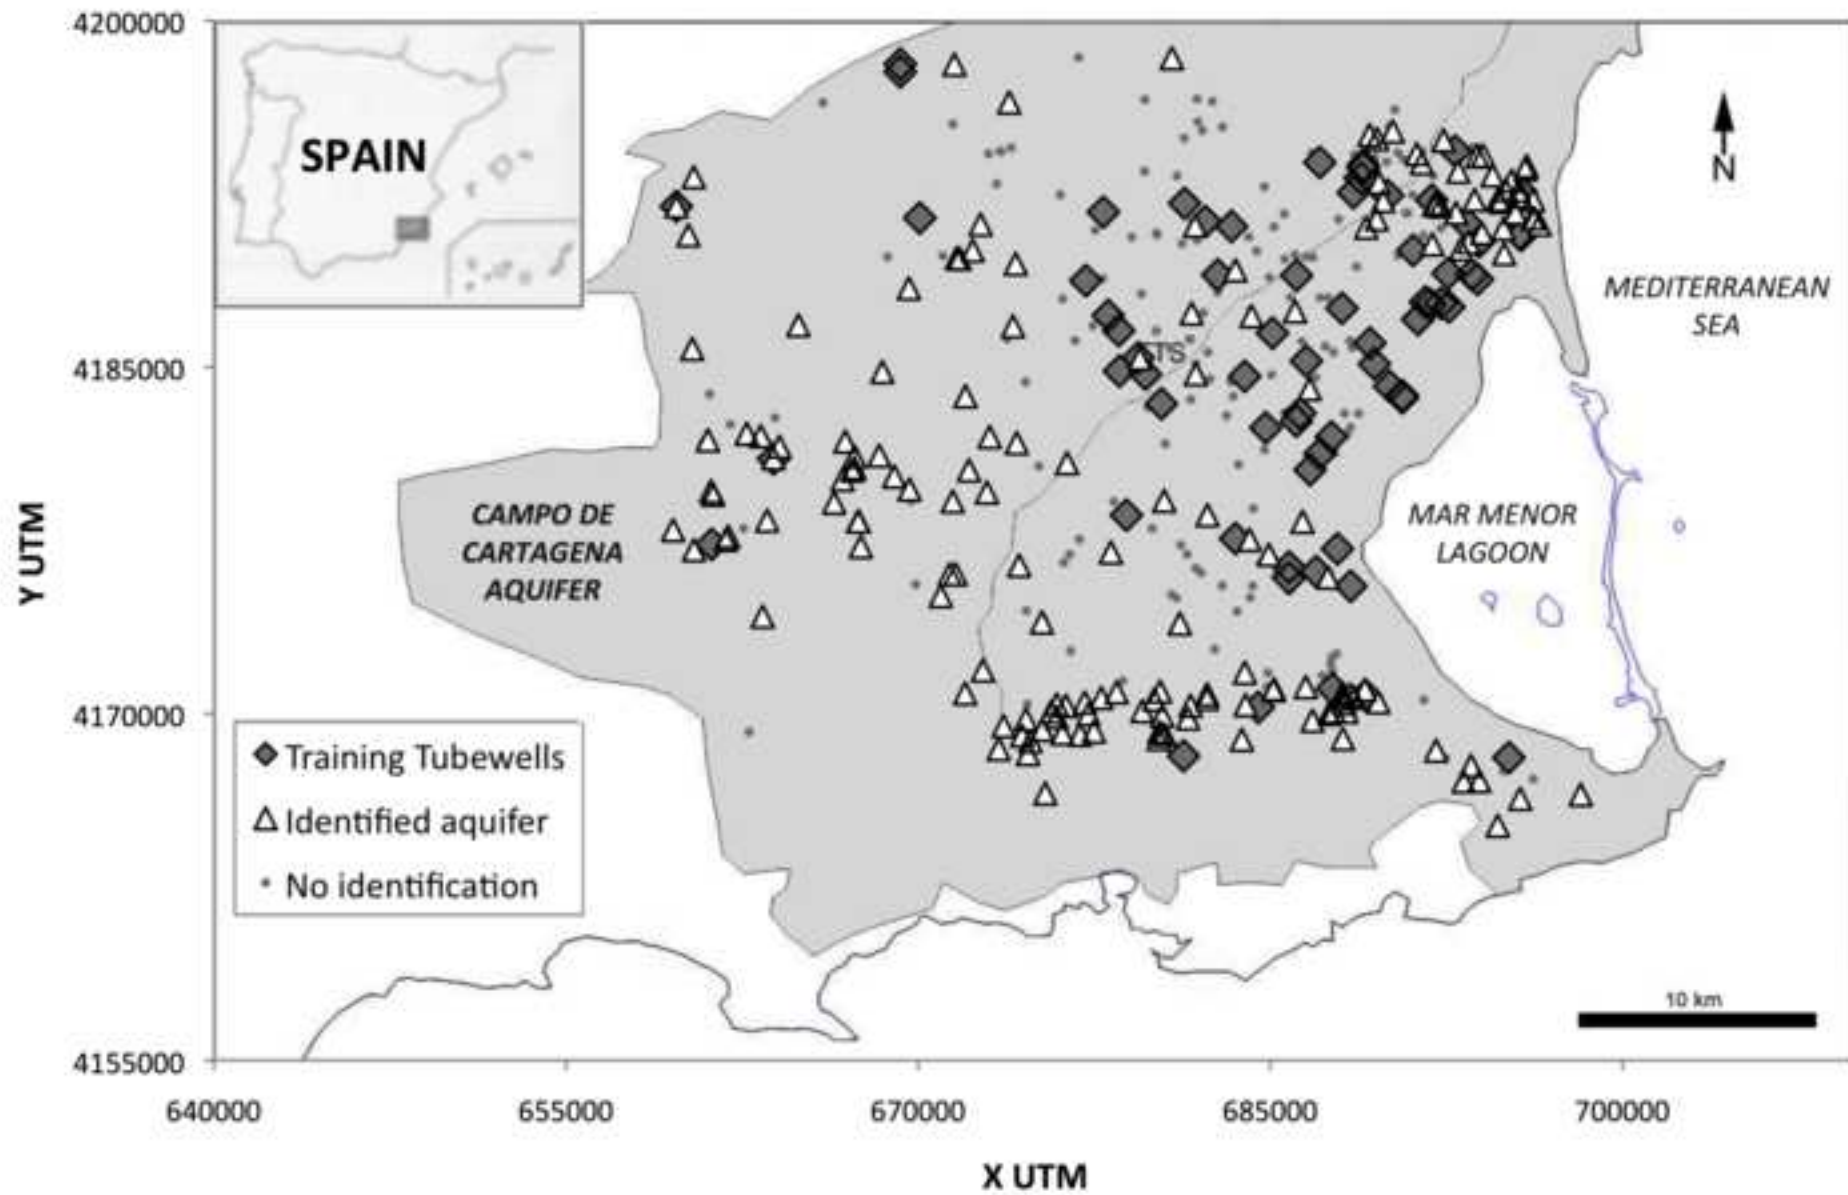 4200000
SPAIN
N
MEDITERRANEAN
SEA
4185000
TS
CAMPO DE
CARTAGENA
AQUIFER
MAR MENOR
LAGOON
Y UTM
4170000
Training Tubewells
Identified aquifer
No identification
10 km
4155000
640000 655000 670000 685000 700000
X UTM